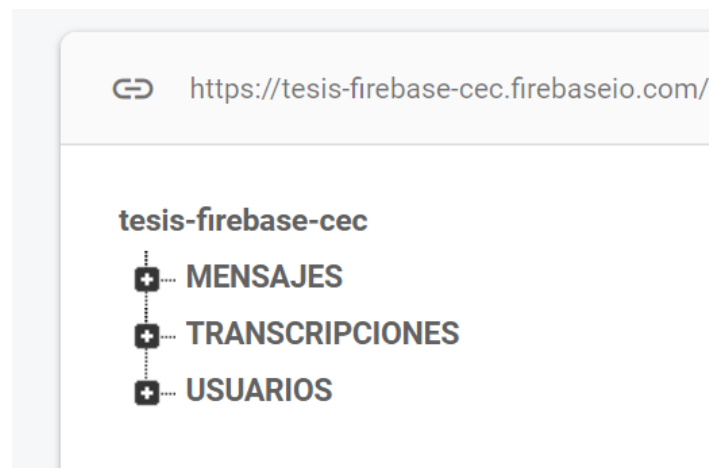 https://tesis-firebase-cec.firebaseio.com/
tesis-firebase-cec
MENSAJES
TRANSCRIPCIONES
USUARIOS